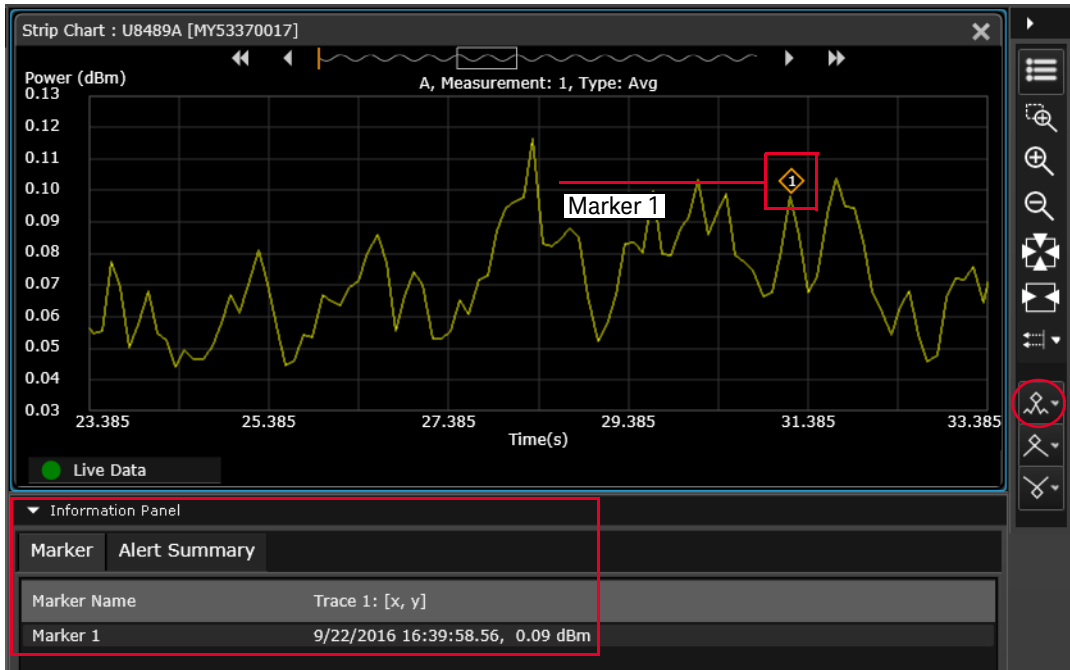 Strip Chart : U8489A [MY53370017]
Power (dBm)
A, Measurement: 1, Type: Avg
0.13
0.12
0.11
0.10
0.09
0.08
0.07
0.06
0.05
0.04
0.03
1
Marker 1
23.385 25.385 27.385 29.385 31.385 33.385
Time(s)
Live Data
Information Panel
Marker Alert Summary
Marker Name Trace 1: [x, y]
Marker 1 9/22/2016 16:39:58.56, 0.09 dBm